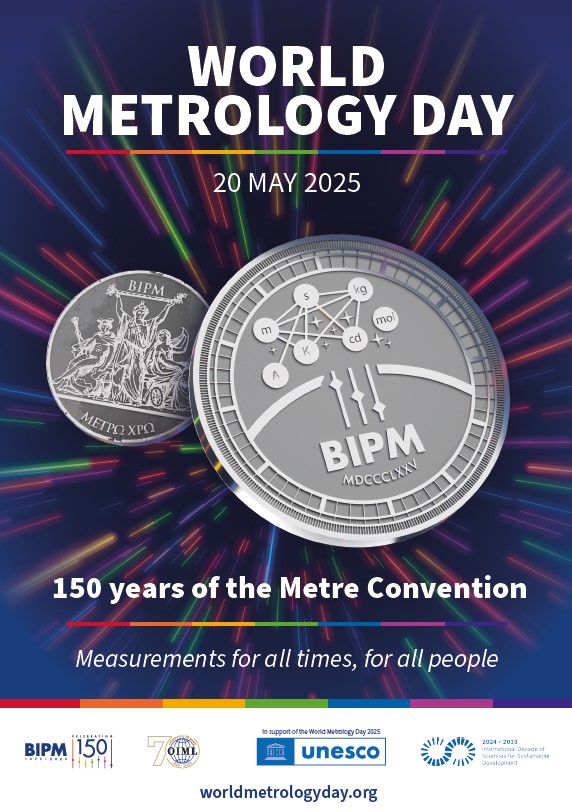 WORLD
METROLOGY DAY
20 MAY 2025
BIPM
ΜΕΤΡΩ ΧΡΩ
s
kg
m
mol
K
cd
A
BIPM
MDCCCLXXV
150 years of the Metre Convention
Measurements for all times, for all people
CELEBRATING
BIPM 150
1875-2025
70 OIML
In support of the World Metrology Day 2025
unesco
2024 - 2033
International Decade of
Sciences for Sustainable
Development
worldmetrologyday.org